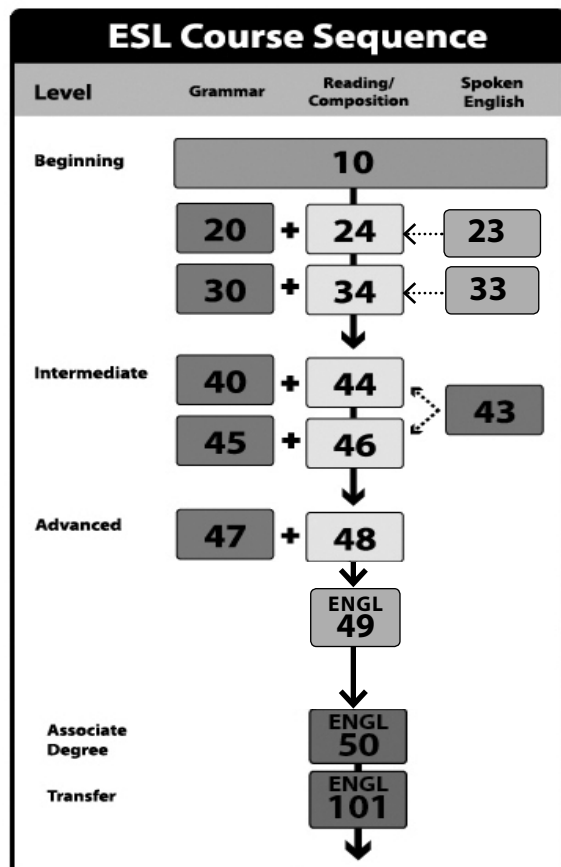 ESL Course Sequence
Level Grammar Reading/ Composition Spoken English
Beginning 10
20 + 24 23
30 + 34 33
Intermediate 40 + 44
43
45 + 46
Advanced 47 + 48
ENGL
49
Associate Degree
ENGL
50
Transfer
ENGL
101